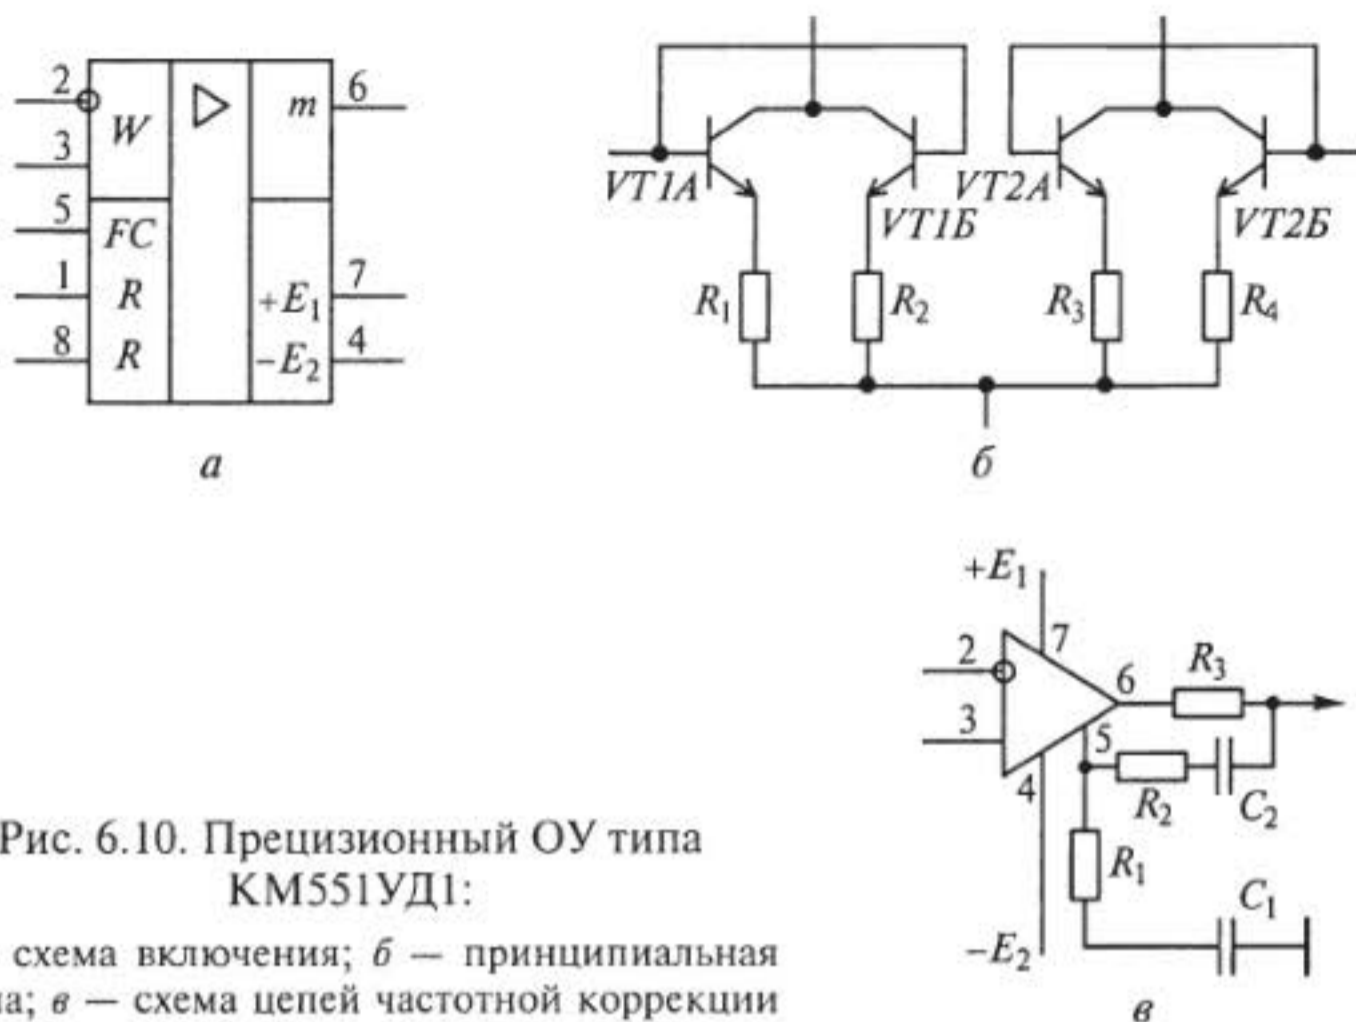 2
W
m
6
3
5
FC
1
R
+E₁
7
8
R
−E₂
4
а
VT1A
VT1Б
VT2A
VT2Б
R₁
R₂
R₃
R₄
б
+E₁
2
7
3
6
R₃
5
4
R₂
C₂
R₁
C₁
−E₂
в
Рис. 6.10. Прецизионный ОУ типа
КМ551УД1:
схема включения; б — принципиальная
в — схема цепей частотной коррекции